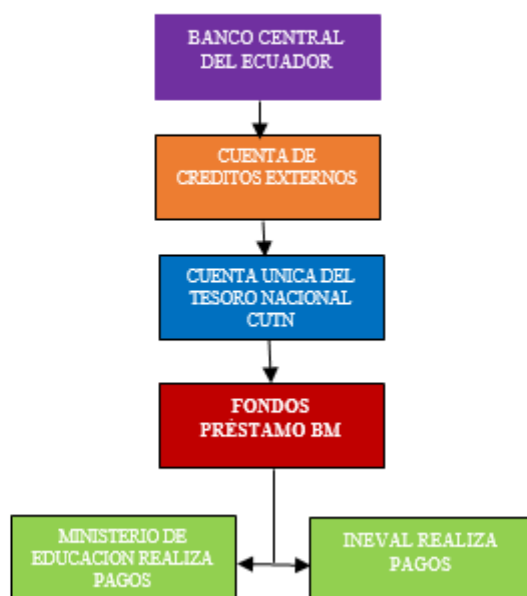 BANCO CENTRAL
DEL ECUADOR
CUENTA DE
CREDITOS EXTERNOS
CUENTA UNICA DEL
TESORO NACIONAL
CUTN
FONDOS
PRÉSTAMO BM
MINISTERIO DE
EDUCACION REALIZA
PAGOS
INEVAL REALIZA
PAGOS